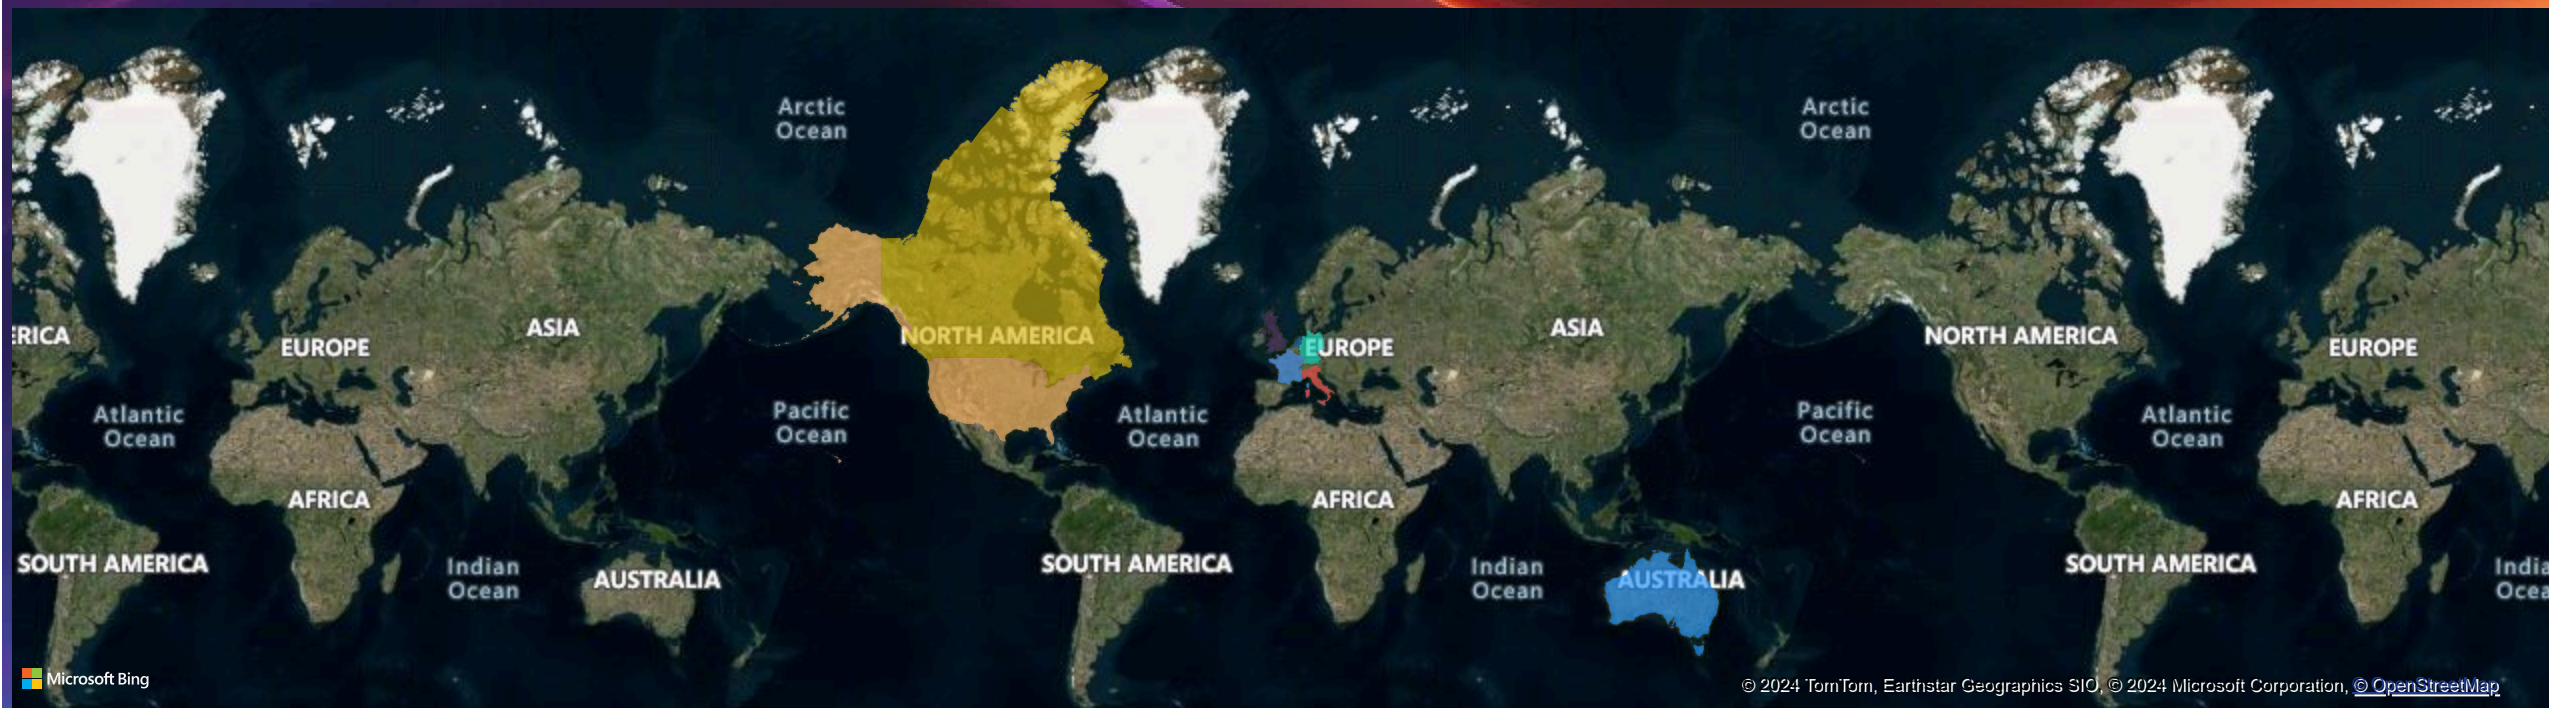 Arctic
Ocean
Arctic
Ocean
ERICA
EUROPE
ASIA
NORTH AMERICA
EUROPE
ASIA
NORTH AMERICA
EUROPE
Atlantic
Ocean
Pacific
Ocean
Atlantic
Ocean
Pacific
Ocean
Atlantic
Ocean
AFRICA
AFRICA
AFRICA
SOUTH AMERICA
Indian
Ocean
AUSTRALIA
SOUTH AMERICA
Indian
Ocean
AUSTRALIA
SOUTH AMERICA
India
Ocea
Microsoft Bing
© 2024 TomTom, Earthstar Geographics SIO, © 2024 Microsoft Corporation, © OpenStreetMap